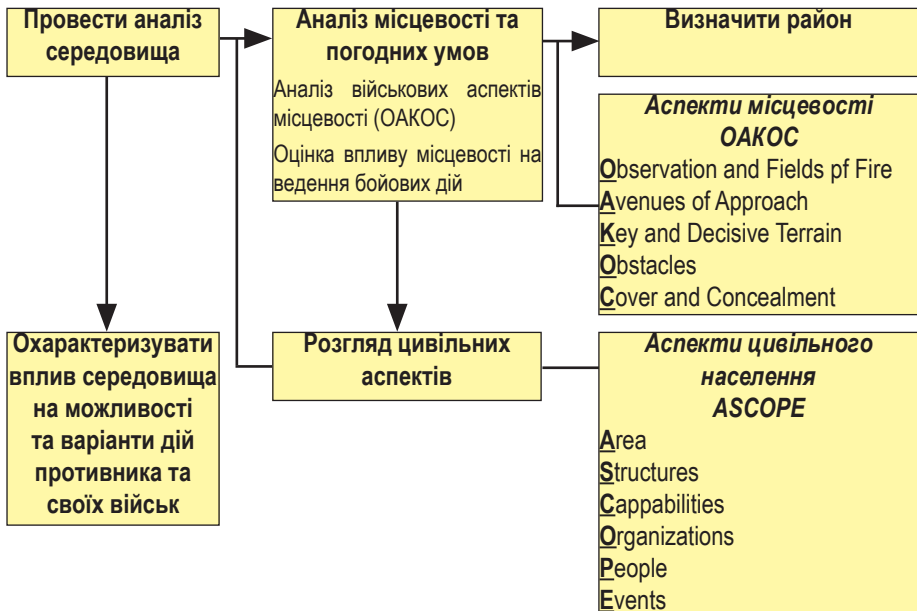 Провести аналіз
середовища
Аналіз місцевості та
погодних умов
Аналіз військових аспектів
місцевості (ОАКОС)
Оцінка впливу місцевості на
ведення бойових дій
Визначити район
Аспекти місцевості
ОАКОС
Observation and Fields pf Fire
Avenues of Approach
Key and Decisive Terrain
Obstacles
Cover and Concealment
Охарактеризувати
вплив середовища
на можливості
та варіанти дій
противника та
своїх військ
Розгляд цивільних
аспектів
Аспекти цивільного
населення
ASCOPE
Area
Structures
Cappabilities
Organizations
People
Events